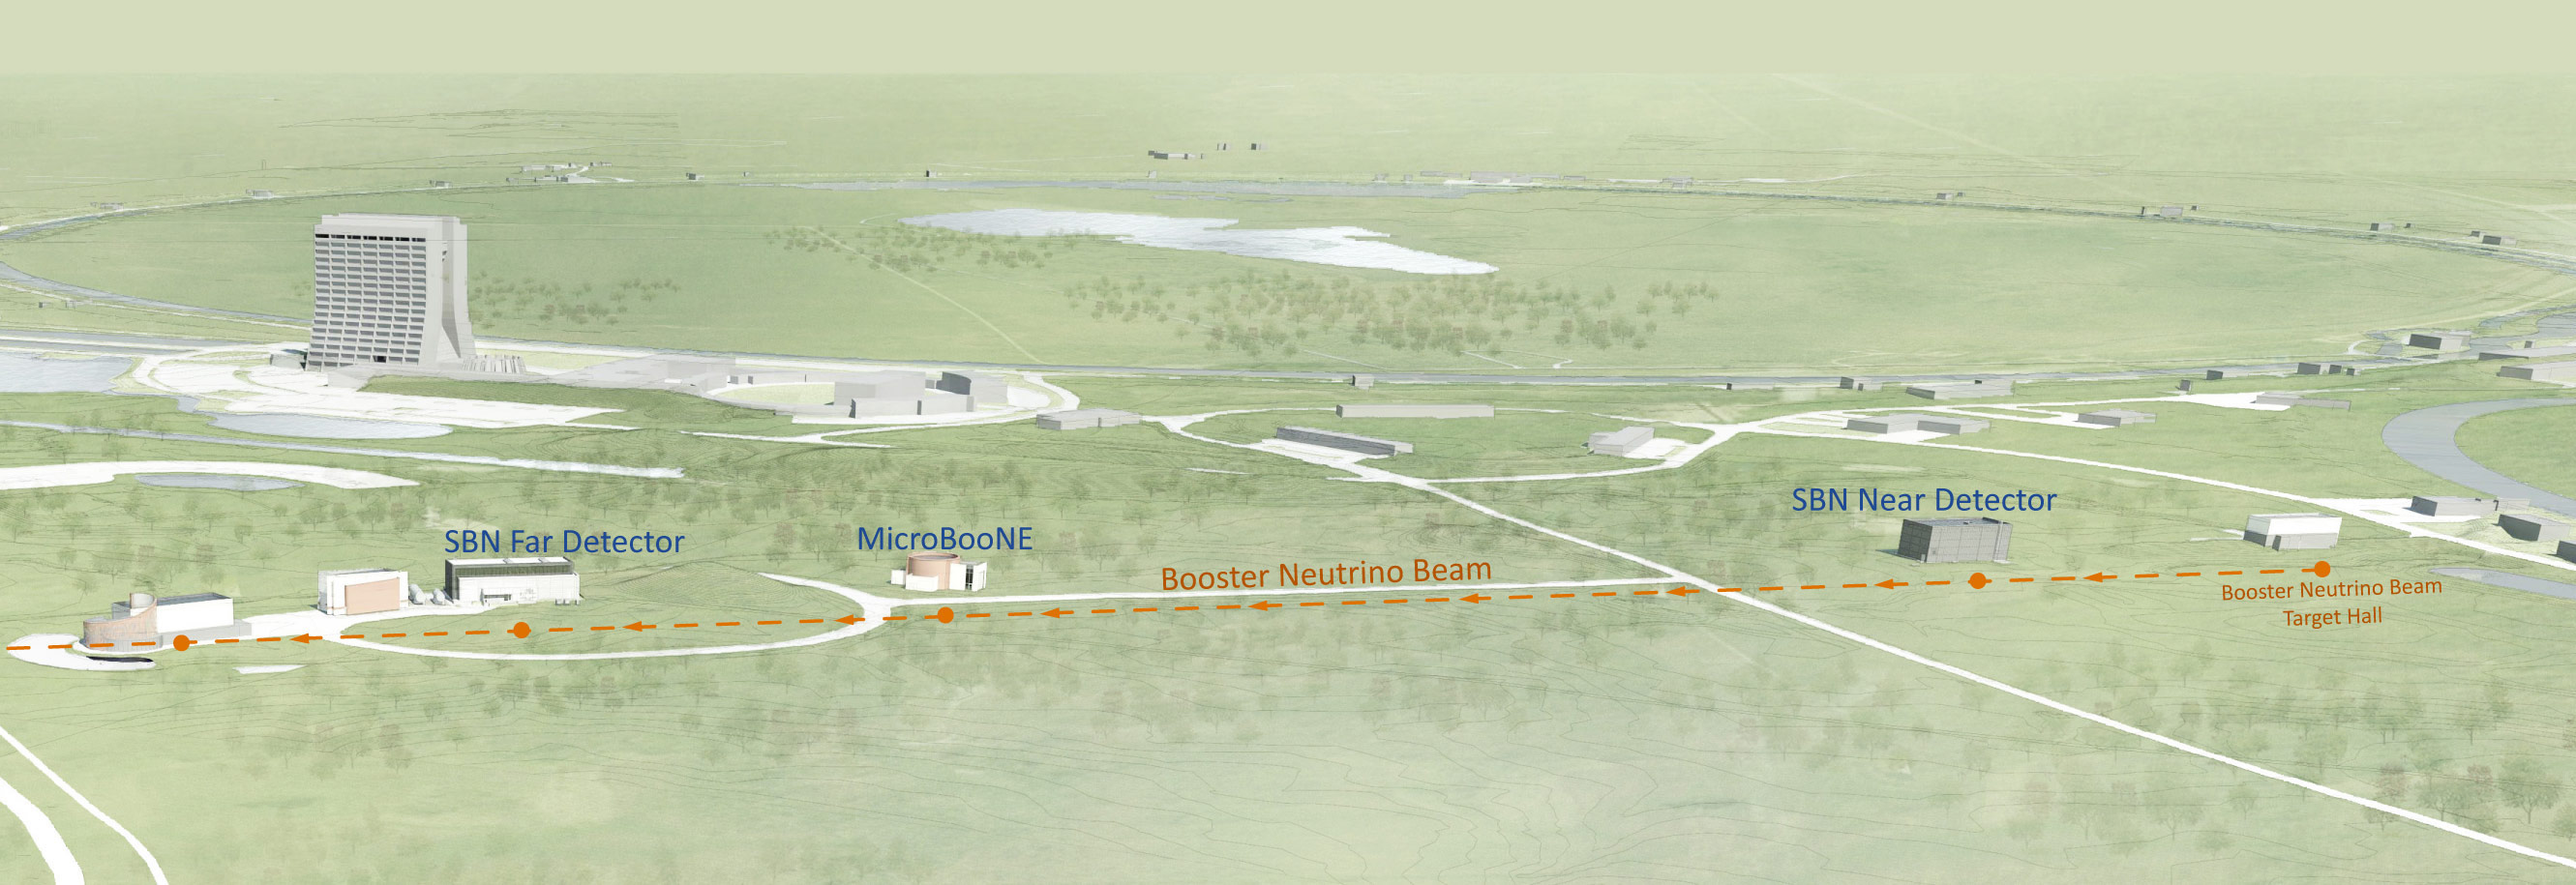 SBN Near Detector
SBN Far Detector
MicroBooNE
Booster Neutrino Beam
Booster Neutrino Beam
Target Hall